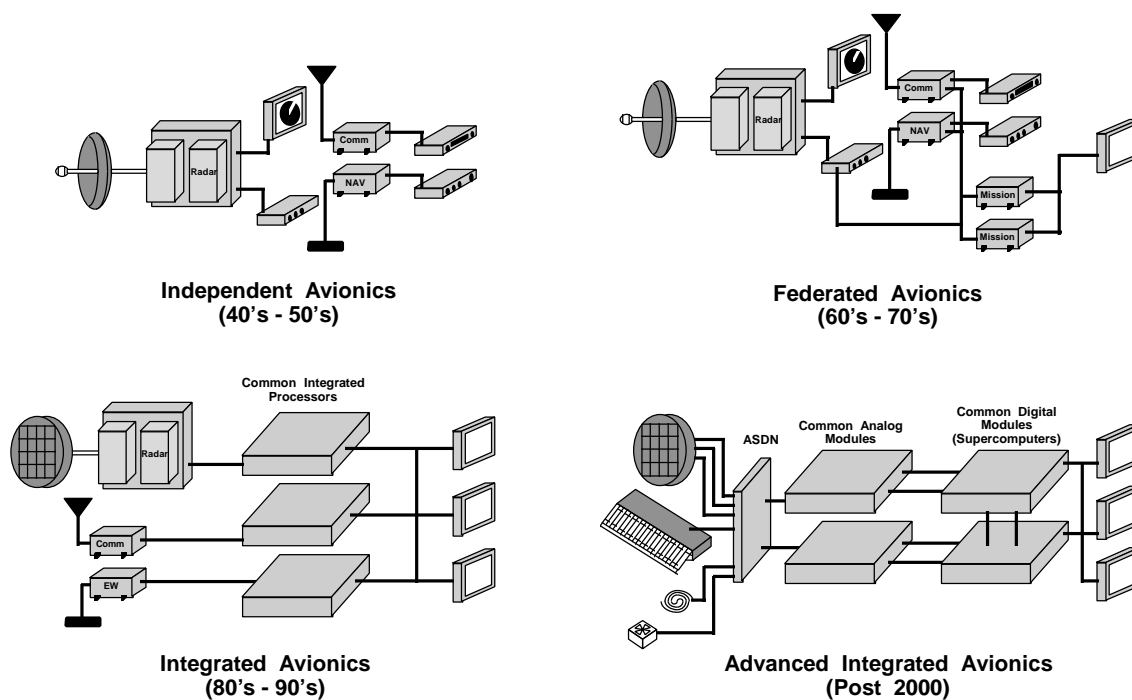 Radar
Comm
NAV
Independent Avionics
(40's - 50's)
Radar
Comm
NAV
Mission
Mission
Federated Avionics
(60's - 70's)
Common Integrated
Processors
Radar
Comm
EW
Integrated Avionics
(80's - 90's)
ASDN
Common Analog
Modules
Common Digital
Modules
(Supercomputers)
Advanced Integrated Avionics
(Post 2000)